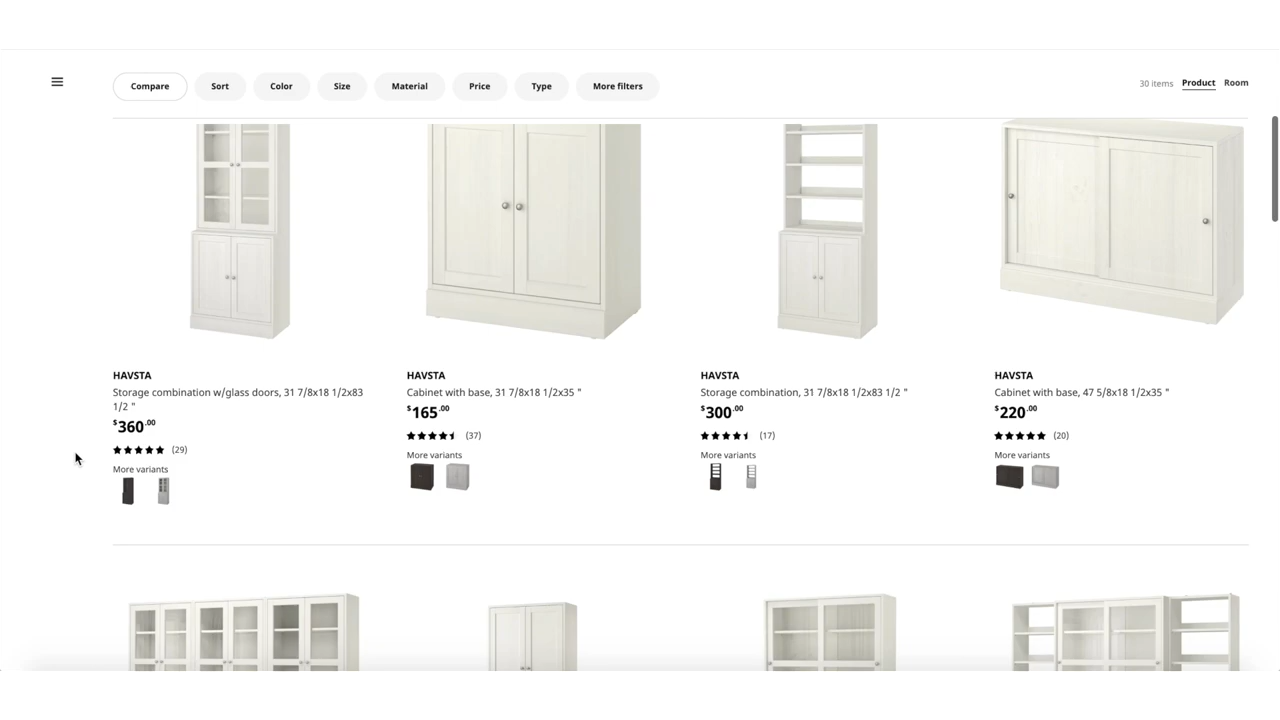 Compare Sort Color Size Material Price Type More filters 30 items Product Room
HAVSTA
Storage combination w/glass doors, 31 7/8x18 1/2x83
1/2 "
$360.00
(29)
More variants
HAVSTA
Cabinet with base, 31 7/8x18 1/2x35 "
$165.00
(37)
More variants
HAVSTA
Storage combination, 31 7/8x18 1/2x83 1/2 "
$300.00
(17)
More variants
HAVSTA
Cabinet with base, 47 5/8x18 1/2x35 "
$220.00
(20)
More variants